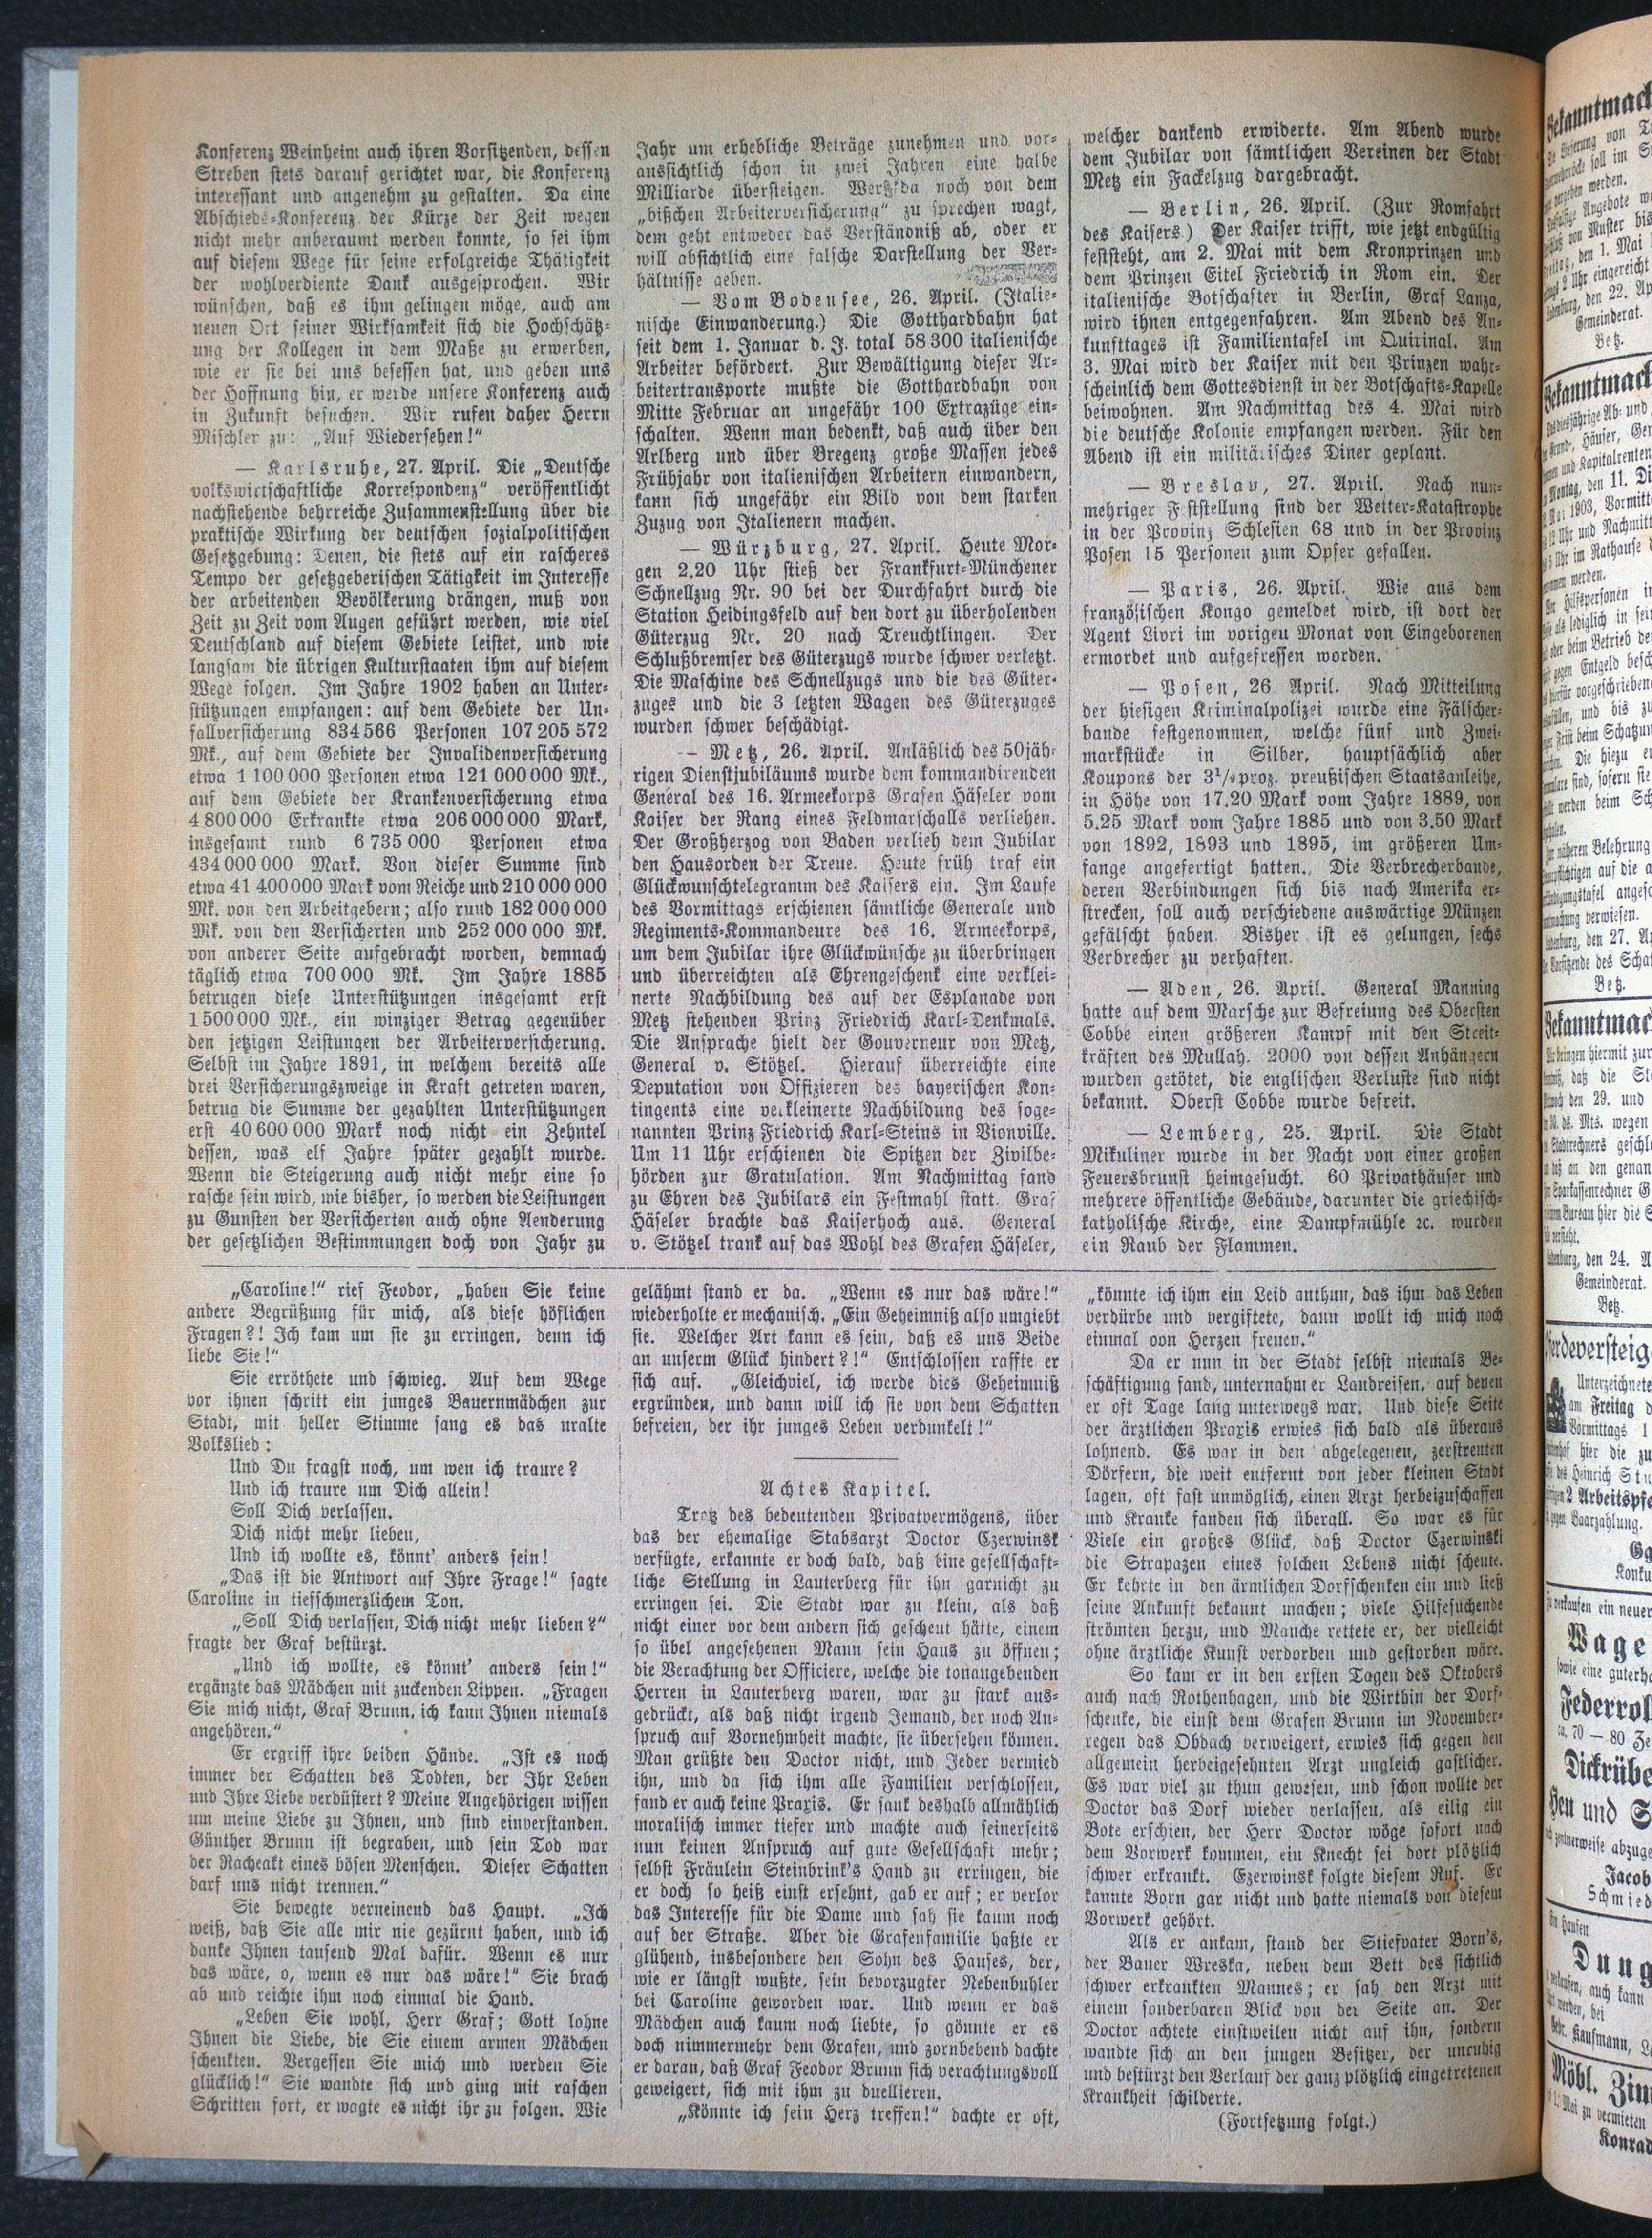 Konferenz Weinheim auch ihren Vorsitzenden, dessen
Streben stets darauf gerichtet war, die Konferenz
interessant und angenehm zu gestalten. Da eine
Abschieds-Konferenz der Kürze der Zeit wegen
nicht mehr anberaumt werden konnte, so sei ihm
auf diesem Wege für seine erfolgreiche Thätigkeit
der wohlverdiente Dank ausgesprochen. Wir
wünschen, daß es ihm gelingen möge, auch am
neuen Ort seiner Wirksamkeit sich die Hochschätz-
ung der Kollegen in dem Maße zu erwerben,
wie er sie bei uns besessen hat, und geben uns
der Hoffnung hin, er werde unsere Konferenz auch
in Zukunft besuchen. Wir rufen daher Herrn
Mischler zu: „Auf Wiedersehen!“
— Karlsruhe, 27. April. Die „Deutsche
volkswirtschaftliche Korrespondenz“ veröffentlicht
nachstehende behrreiche Zusammenstellung über die
praktische Wirkung der deutschen sozialpolitischen
Gesetzgebung: Denen, die stets auf ein rascheres
Tempo der gesetzgeberischen Tätigkeit im Interesse
der arbeitenden Bevölkerung drängen, muß von
Zeit zu Zeit vom Augen geführt werden, wie viel
Deutschland auf diesem Gebiete leistet, und wie
langsam die übrigen Kulturstaaten ihm auf diesem
Wege folgen. Im Jahre 1902 haben an Unter-
stützungen empfangen: auf dem Gebiete der Un-
fallversicherung 834 566 Personen 107 205 572
Mk., auf dem Gebiete der Invalidenversicherung
etwa 1 100 000 Personen etwa 121 000 000 Mk.,
auf dem Gebiete der Krankenversicherung etwa
4 800 000 Erkrankte etwa 206 000 000 Mark,
insgesamt rund 6 735 000 Personen etwa
434 000 000 Mark. Von dieser Summe sind
etwa 41 400 000 Mark vom Reiche und 210 000 000
Mk. von den Arbeitgebern; also rund 182 000 000
Mk. von den Versicherten und 252 000 000 Mk.
von anderer Seite aufgebracht worden, demnach
täglich etwa 700 000 Mk. Im Jahre 1885
betrugen diese Unterstützungen insgesamt erst
1 500 000 Mk., ein winziger Betrag gegenüber
den jetzigen Leistungen der Arbeiterversicherung.
Selbst im Jahre 1891, in welchem bereits alle
drei Versicherungszweige in Kraft getreten waren,
betrug die Summe der gezahlten Unterstützungen
erst 40 600 000 Mark noch nicht ein Zehntel
dessen, was elf Jahre später gezahlt wurde.
Wenn die Steigerung auch nicht mehr eine so
rasche sein wird, wie bisher, so werden die Leistungen
zu Gunsten der Versicherten auch ohne Aenderung
der gesetzlichen Bestimmungen doch von Jahr zu
Jahr um erhebliche Beträge zunehmen und vor-
aussichtlich schon in zwei Jahren eine halbe
Milliarde übersteigen. Wer da noch von dem
„bißchen Arbeiterversicherung“ zu sprechen wagt,
dem geht entweder das Verständniß ab, oder er
will absichtlich eine falsche Darstellung der Ver-
hältnisse geben.
— Vom Bodensee, 26. April. (Italie-
nische Einwanderung.) Die Gotthardbahn hat
seit dem 1. Januar d. J. total 58 300 italienische
Arbeiter befördert. Zur Bewältigung dieser Ar-
beitertransporte mußte die Gotthardbahn von
Mitte Februar an ungefähr 100 Extrazüge ein-
schalten. Wenn man bedenkt, daß auch über den
Arlberg und über Bregenz große Massen jedes
Frühjahr von italienischen Arbeitern einwandern,
kann sich ungefähr ein Bild von dem starken
Zuzug von Italienern machen.
— Würzburg, 27. April. Heute Mor-
gen 2.20 Uhr stieß der Frankfurt-Münchener
Schnellzug Nr. 90 bei der Durchfahrt durch die
Station Heidingsfeld auf den dort zu überholenden
Güterzug Nr. 20 nach Treuchtlingen. Der
Schlußbremser des Güterzugs wurde schwer verletzt.
Die Maschine des Schnellzugs und die des Güter-
zuges und die 3 letzten Wagen des Güterzuges
wurden schwer beschädigt.
— Metz, 26. April. Anläßlich des 50jäh-
rigen Dienstjubiläums wurde dem kommandirenden
General des 16. Armeekorps Grafen Häseler vom
Kaiser der Rang eines Feldmarschalls verliehen.
Der Großherzog von Baden verlieh dem Jubilar
den Hausorden der Treue. Heute früh traf ein
Glückwunschtelegramm des Kaisers ein. Im Laufe
des Vormittags erschienen sämtliche Generale und
Regiments-Kommandeure des 16. Armeekorps,
um dem Jubilar ihre Glückwünsche zu überbringen
und überreichten als Ehrengeschenk eine verklei-
nerte Nachbildung des auf der Esplanade von
Metz stehenden Prinz Friedrich Karl-Denkmals.
Die Ansprache hielt der Gouverneur von Metz,
General v. Stötzel. Hierauf überreichte eine
Deputation von Offizieren des bayerischen Kon-
tingents eine verkleinerte Nachbildung des soge-
nannten Prinz Friedrich Karl-Steins in Vionville.
Um 11 Uhr erschienen die Spitzen der Zivilbe-
hörden zur Gratulation. Am Nachmittag fand
zu Ehren des Jubilars ein Festmahl statt. Graf
Häseler brachte das Kaiserhoch aus. General
v. Stötzel trank auf das Wohl des Grafen Häseler,
welcher dankend erwiderte. Am Abend wurde
dem Jubilar von sämtlichen Vereinen der Stadt
Metz ein Fackelzug dargebracht.
— Berlin, 26. April. (Zur Romfahrt
des Kaisers.) Der Kaiser trifft, wie jetzt endgültig
feststeht, am 2. Mai mit dem Kronprinzen und
dem Prinzen Eitel Friedrich in Rom ein. Der
italienische Botschafter in Berlin, Graf Lanza,
wird ihnen entgegenfahren. Am Abend des An-
kunfttages ist Familientafel im Quirinal. Am
3. Mai wird der Kaiser mit den Prinzen wahr-
scheinlich dem Gottesdienst in der Botschafts-Kapelle
beiwohnen. Am Nachmittag des 4. Mai wird
die deutsche Kolonie empfangen werden. Für den
Abend ist ein militärisches Diner geplant.
— Breslau, 27. April. Nach nun-
mehriger F ststellung sind der Wetter-Katastrophe
in der Provinz Schlesien 68 und in der Provinz
Posen 15 Personen zum Opfer gefallen.
— Paris, 26. April. Wie aus dem
französischen Kongo gemeldet wird, ist dort der
Agent Livri im vorigen Monat von Eingeborenen
ermordet und aufgefressen worden.
— Posen, 26 April. Nach Mitteilung
der hiesigen Kriminalpolizei wurde eine Fälscher-
bande festgenommen, welche fünf und Zwei-
markstücke in Silber, hauptsächlich aber
Koupons der 3½proz. preußischen Staatsanleihe,
in Höhe von 17.20 Mark vom Jahre 1889, von
5.25 Mark vom Jahre 1885 und von 3.50 Mark
von 1892, 1893 und 1895, im größeren Um-
fange angefertigt hatten. Die Verbrecherbande,
deren Verbindungen sich bis nach Amerika er-
strecken, soll auch verschiedene auswärtige Münzen
gefälscht haben. Bisher ist es gelungen, sechs
Verbrecher zu verhaften.
— Aden, 26. April. General Manning
hatte auf dem Marsche zur Befreiung des Obersten
Cobbe einen größeren Kampf mit den Streit-
kräften des Mullah. 2000 von dessen Anhängern
wurden getötet, die englischen Verluste sind nicht
bekannt. Oberst Cobbe wurde befreit.
— Lemberg, 25. April. Die Stadt
Mikuliner wurde in der Nacht von einer großen
Feuersbrunst heimgesucht. 60 Privathäuser und
mehrere öffentliche Gebäude, darunter die griechisch-
katholische Kirche, eine Dampfmühle ꝛc. wurden
ein Raub der Flammen.
„Caroline!“ rief Feodor, „haben Sie keine
andere Begrüßung für mich, als diese höflichen
Fragen?! Ich kam um sie zu erringen, denn ich
liebe Sie!“
Sie erröthete und schwieg. Auf dem Wege
vor ihnen schritt ein junges Bauernmädchen zur
Stadt, mit heller Stimme sang es das uralte
Volkslied:
Und Du fragst noch, um wen ich traure?
Und ich traure um Dich allein!
Soll Dich verlassen.
Dich nicht mehr lieben,
Und ich wollte es, könnt' anders sein!
„Das ist die Antwort auf Ihre Frage!“ sagte
Caroline in tiefschmerzlichem Ton.
„Soll Dich verlassen, Dich nicht mehr lieben?“
fragte der Graf bestürzt.
„Und ich wollte, es könnt' anders sein!“
ergänzte das Mädchen mit zuckenden Lippen. „Fragen
Sie mich nicht, Graf Brunn, ich kann Ihnen niemals
angehören.“
Er ergriff ihre beiden Hände. „Ist es noch
immer der Schatten des Todten, der Ihr Leben
und Ihre Liebe verdüstert? Meine Angehörigen wissen
um meine Liebe zu Ihnen, und sind einverstanden.
Günther Brunn ist begraben, und sein Tod war
der Racheakt eines bösen Menschen. Dieser Schatten
darf uns nicht trennen.“
Sie bewegte verneinend das Haupt. „Ich
weiß, daß Sie alle mir nie gezürnt haben, und ich
danke Ihnen tausend Mal dafür. Wenn es nur
das wäre, o, wenn es nur das wäre!“ Sie brach
ab und reichte ihm noch einmal die Hand.
„Leben Sie wohl, Herr Graf; Gott lohne
Ihnen die Liebe, die Sie einem armen Mädchen
schenkten. Vergessen Sie mich und werden Sie
glücklich!“ Sie wandte sich und ging mit raschen
Schritten fort, er wagte es nicht ihr zu folgen. Wie
gelähmt stand er da. „Wenn es nur das wäre!“
wiederholte er mechanisch. „Ein Geheimniß also umgiebt
sie. Welcher Art kann es sein, daß es uns Beide
an unserm Glück hindert?!“ Entschlossen raffte er
sich auf. „Gleichviel, ich werde dies Geheimniß
ergründen, und dann will ich sie von dem Schatten
befreien, der ihr junges Leben verdunkelt!“
Achtes Kapitel.
Trotz des bedeutenden Privatvermögens, über
das der ehemalige Stabsarzt Doctor Czerwinsk
verfügte, erkannte er doch bald, daß eine gesellschaft-
liche Stellung in Lauterberg für ihn garnicht zu
erringen sei. Die Stadt war zu klein, als daß
nicht einer vor dem andern sich gescheut hätte, einem
so übel angesehenen Mann sein Haus zu öffnen;
die Verachtung der Officiere, welche die tonangebenden
Herren in Lauterberg waren, war zu stark aus-
gedrückt, als daß nicht irgend Jemand, der noch An-
spruch auf Vornehmheit machte, sie übersehen können.
Man grüßte den Doctor nicht, und Jeder vermied
ihn, und da sich ihm alle Familien verschlossen,
fand er auch keine Praxis. Er sank deshalb allmählich
moralisch immer tiefer und machte auch seinerseits
nun keinen Anspruch auf gute Gesellschaft mehr;
selbst Fräulein Steinbrink's Hand zu erringen, die
er doch so heiß einst ersehnt, gab er auf; er verlor
das Interesse für die Dame und sah sie kaum noch
auf der Straße. Aber die Grafenfamilie haßte er
glühend, insbesondere den Sohn des Hauses, der,
wie er längst wußte, sein bevorzugter Nebenbuhler
bei Caroline geworden war. Und wenn er das
Mädchen auch kaum noch liebte, so gönnte er es
doch nimmermehr dem Grafen, und zornbebend dachte
er daran, daß Graf Feodor Brunn sich verachtungsvoll
geweigert, sich mit ihm zu duellieren.
„Könnte ich sein Herz treffen!“ dachte er oft,
„könnte ich ihm ein Leid anthun, das ihm das Leben
verdürbe und vergiftete, dann wollt ich mich noch
einmal von Herzen freuen.“
Da er nun in der Stadt selbst niemals Be-
schäftigung fand, unternahm er Landreisen, auf denen
er oft Tage lang unterwegs war. Und diese Seite
der ärztlichen Praxis erwies sich bald als überaus
lohnend. Es war in den abgelegenen, zerstreuten
Dörfern, die weit entfernt von jeder kleinen Stadt
lagen, oft fast unmöglich, einen Arzt herbeizuschaffen
und Kranke fanden sich überall. So war es für
Viele ein großes Glück, daß Doctor Czerwinski
die Strapazen eines solchen Lebens nicht scheute.
Er kehrte in den ärmlichen Dorfschenken ein und ließ
seine Ankunft bekannt machen; viele Hilfesuchende
strömten herzu, und Manche rettete er, der vielleicht
ohne ärztliche Kunst verdorben und gestorben wäre.
So kam er in den ersten Tagen des Oktobers
auch nach Rothenhagen, und die Wirthin der Dorf-
schenke, die einst dem Grafen Brunn im November-
regen das Obdach verweigert, erwies sich gegen den
allgemein herbeigesehnten Arzt ungleich gastlicher.
Es war viel zu thun gewesen, und schon wollte der
Doctor das Dorf wieder verlassen, als eilig ein
Bote erschien, der Herr Doctor wöge sofort nach
dem Vorwerk kommen, ein Knecht sei dort plötzlich
schwer erkrankt. Czerwinsk folgte diesem Ruf. Er
kannte Born gar nicht und hatte niemals von diesem
Vorwerk gehört.
Als er ankam, stand der Stiefvater Born's,
der Bauer Wreska, neben dem Bett des sichtlich
schwer erkrankten Mannes; er sah den Arzt mit
einem sonderbaren Blick von der Seite an. Der
Doctor achtete einstweilen nicht auf ihn, sondern
wandte sich an den jungen Besitzer, der unruhig
und bestürzt den Verlauf der ganz plötzlich eingetretenen
Krankheit schilderte.
(Fortsetzung folgt.)